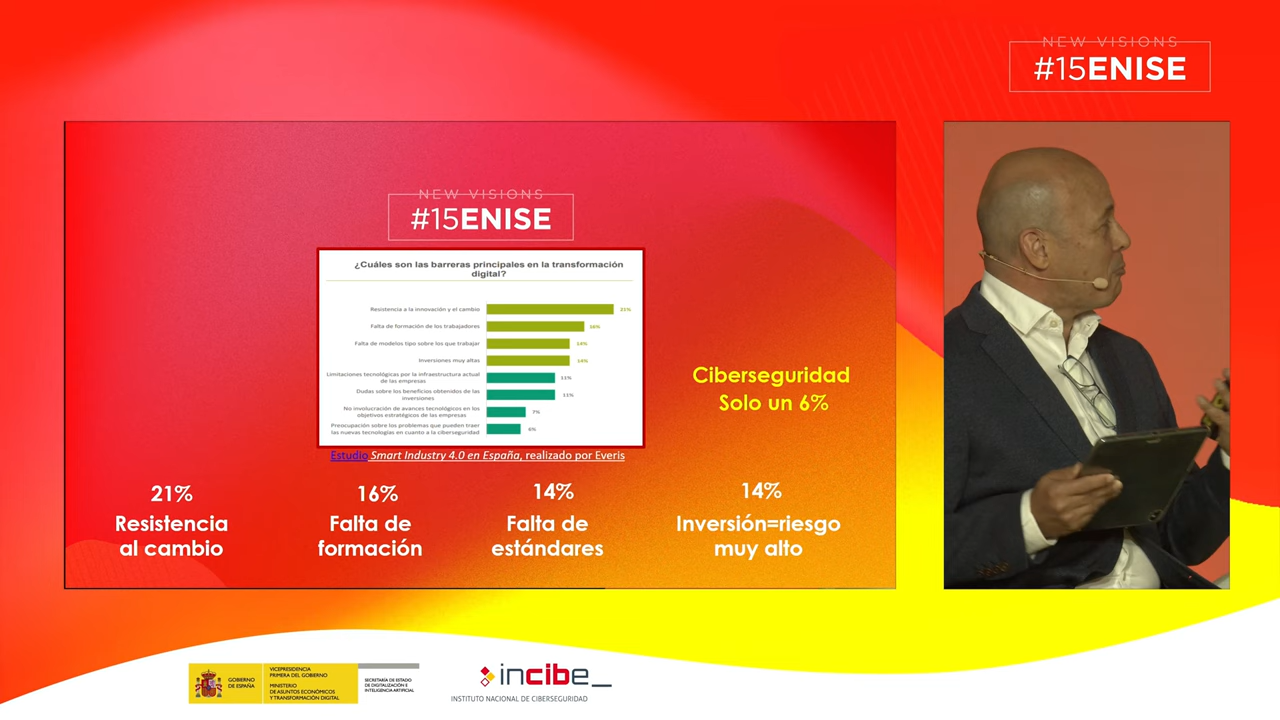 NEW VISIONS
#15ENISE
NEW VISIONS
#15ENISE
¿Cuáles son las barreras principales en la transformación
digital?
Resistencia a la innovación y el cambio
21%
Falta de formación de los trabajadores
16%
Falta de modelos tipo sobre los que trabajar
14%
Inversiones muy altas
14%
Limitaciones tecnológicas por la infraestructura actual
de las empresas
11%
Dudas sobre los beneficios obtenidos de las
inversiones
11%
No involucración de avances tecnológicos en los
objetivos estratégicos de las empresas
7%
Preocupación sobre los problemas que pueden traer
las nuevas tecnologías en cuanto a la ciberseguridad
6%
Estudio Smart Industry 4.0 en España, realizado por Everis
Ciberseguridad
Solo un 6%
21%
Resistencia
al cambio
16%
Falta de
formación
14%
Falta de
estándares
14%
Inversión=riesgo
muy alto
GOBIERNO
DE ESPAÑA
VICEPRESIDENCIA
PRIMERA DEL GOBIERNO
MINISTERIO
DE ASUNTOS ECONÓMICOS
Y TRANSFORMACIÓN DIGITAL
SECRETARÍA DE ESTADO
DE DIGITALIZACIÓN E
INTELIGENCIA ARTIFICIAL
incibe_
INSTITUTO NACIONAL DE CIBERSEGURIDAD